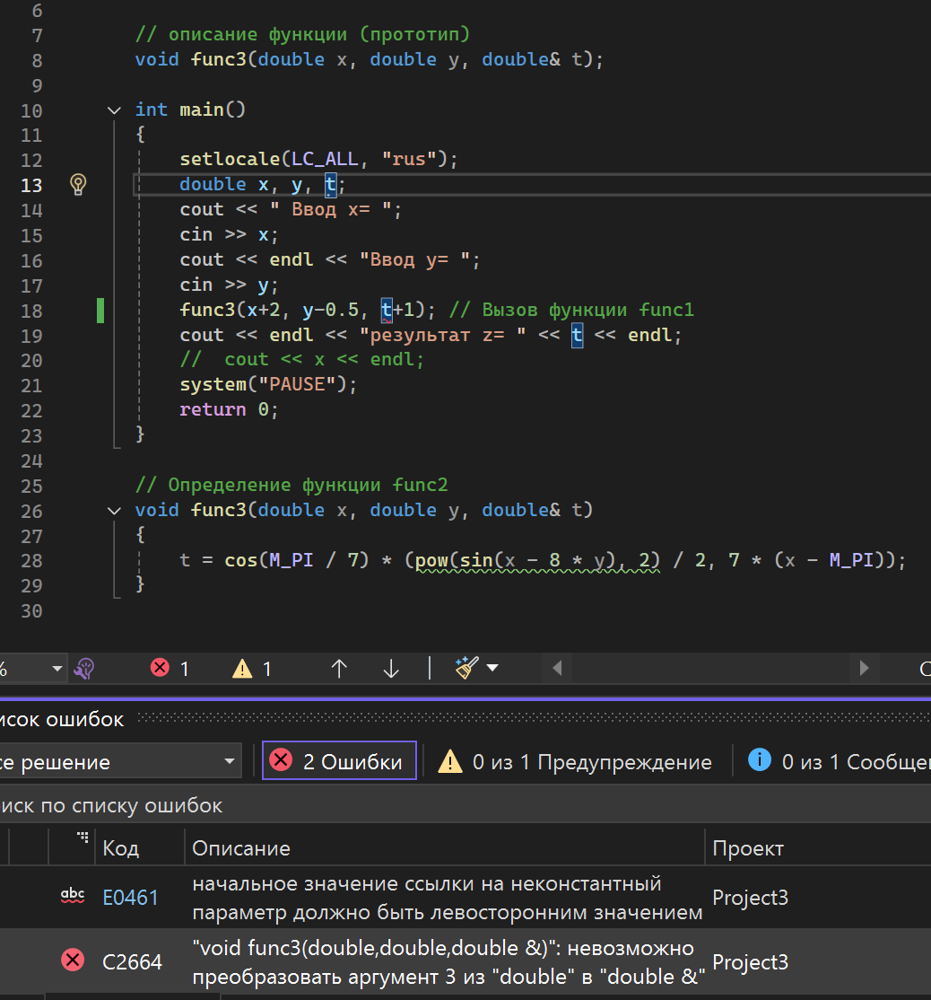 6
7 // описание функции (прототип)
8 void func3(double x, double y, double& t);
9
10 int main()
11 {
12 setlocale(LC_ALL, "rus");
13 double x, y, t;
14 cout << " Ввод x= ";
15 cin >> x;
16 cout << endl << "Ввод y= ";
17 cin >> y;
18 func3(x+2, y-0.5, t+1); // Вызов функции func1
19 cout << endl << "результат z= " << t << endl;
20 //  cout << x << endl;
21 system("PAUSE");
22 return 0;
23 }
24
25 // Определение функции func2
26 void func3(double x, double y, double& t)
27 {
28 t = cos(M_PI / 7) * (pow(sin(x - 8 * y), 2) / 2, 7 * (x - M_PI));
29 }
30
% 1 1
исок ошибок
се решение 2 Ошибки 0 из 1 Предупреждение 0 из 1 Сообще
иск по списку ошибок
Код Описание Проект
abc E0461 начальное значение ссылки на неконстантный
параметр должно быть левосторонним значением Project3
C2664 "void func3(double,double,double &)": невозможно
преобразовать аргумент 3 из "double" в "double &" Project3